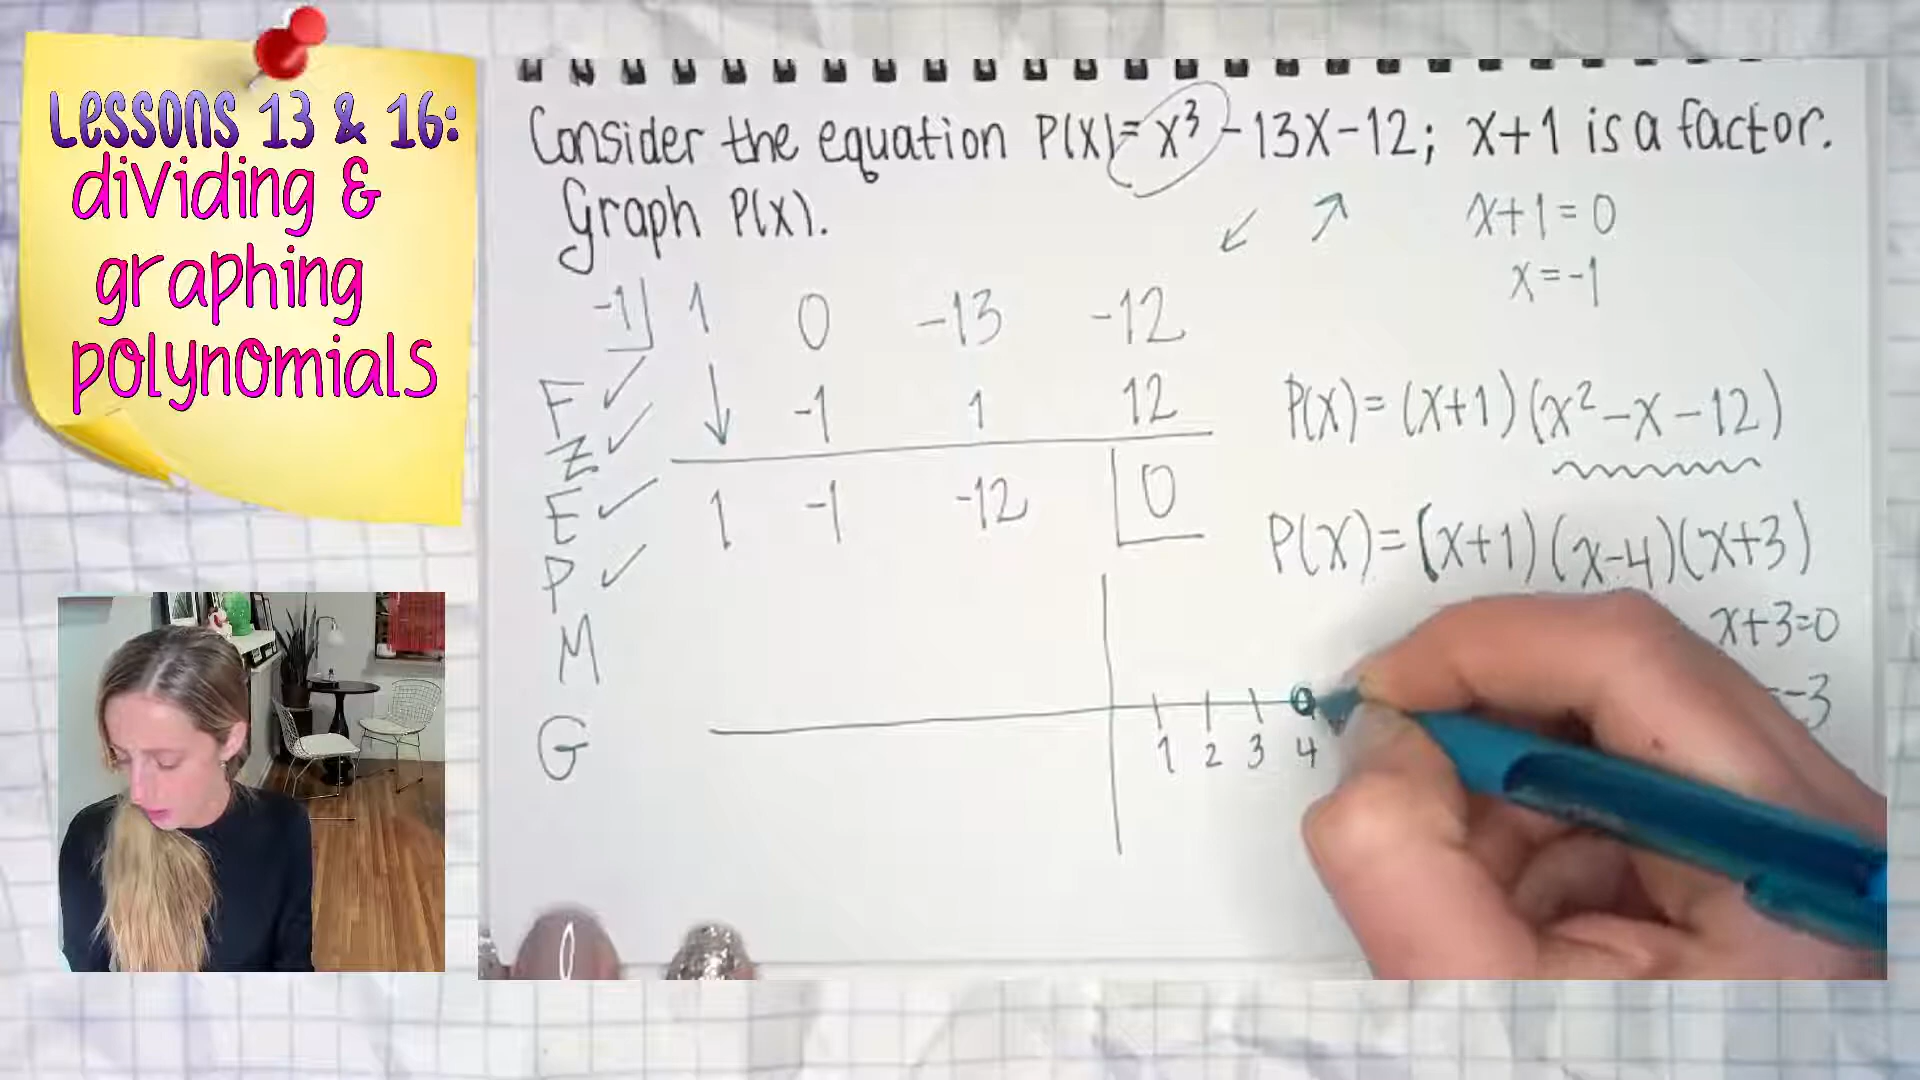 Lessons 13 & 16:
dividing &
graphing
polynomials
Consider the equation P(x)=x³-13x-12; x+1 is a factor.
Graph P(x).
↙ ↗
x+1=0
x=-1
-1⌋ 1 0 -13 -12
F ✓ ↓ -1 1 12
Z ✓
E ✓ 1 -1 -12 0
P ✓
M
G
P(x)=(x+1)(x²-x-12)
P(x)=(x+1)(x-4)(x+3)
x+3=0
=-3
1 2 3 4